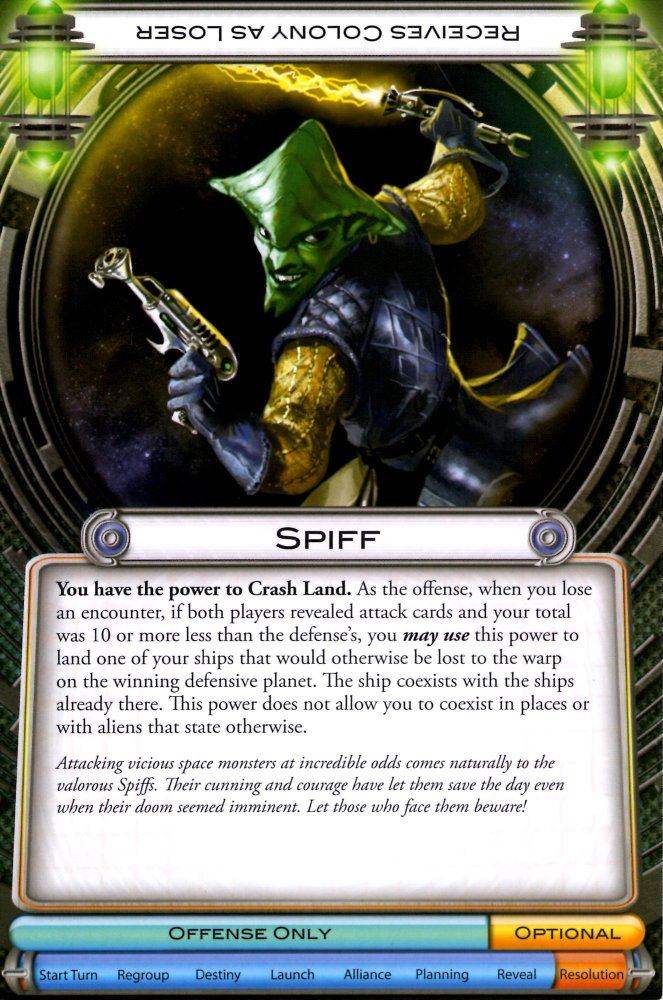 RECEIVES COLONY AS LOSER
SPIFF
You have the power to Crash Land. As the offense, when you lose
an encounter, if both players revealed attack cards and your total
was 10 or more less than the defense's, you may use this power to
land one of your ships that would otherwise be lost to the warp
on the winning defensive planet. The ship coexists with the ships
already there. This power does not allow you to coexist in places or
with aliens that state otherwise.
Attacking vicious space monsters at incredible odds comes naturally to the
valorous Spiffs. Their cunning and courage have let them save the day even
when their doom seemed imminent. Let those who face them beware!
OFFENSE ONLY OPTIONAL
Start Turn Regroup Destiny Launch Alliance Planning Reveal Resolution